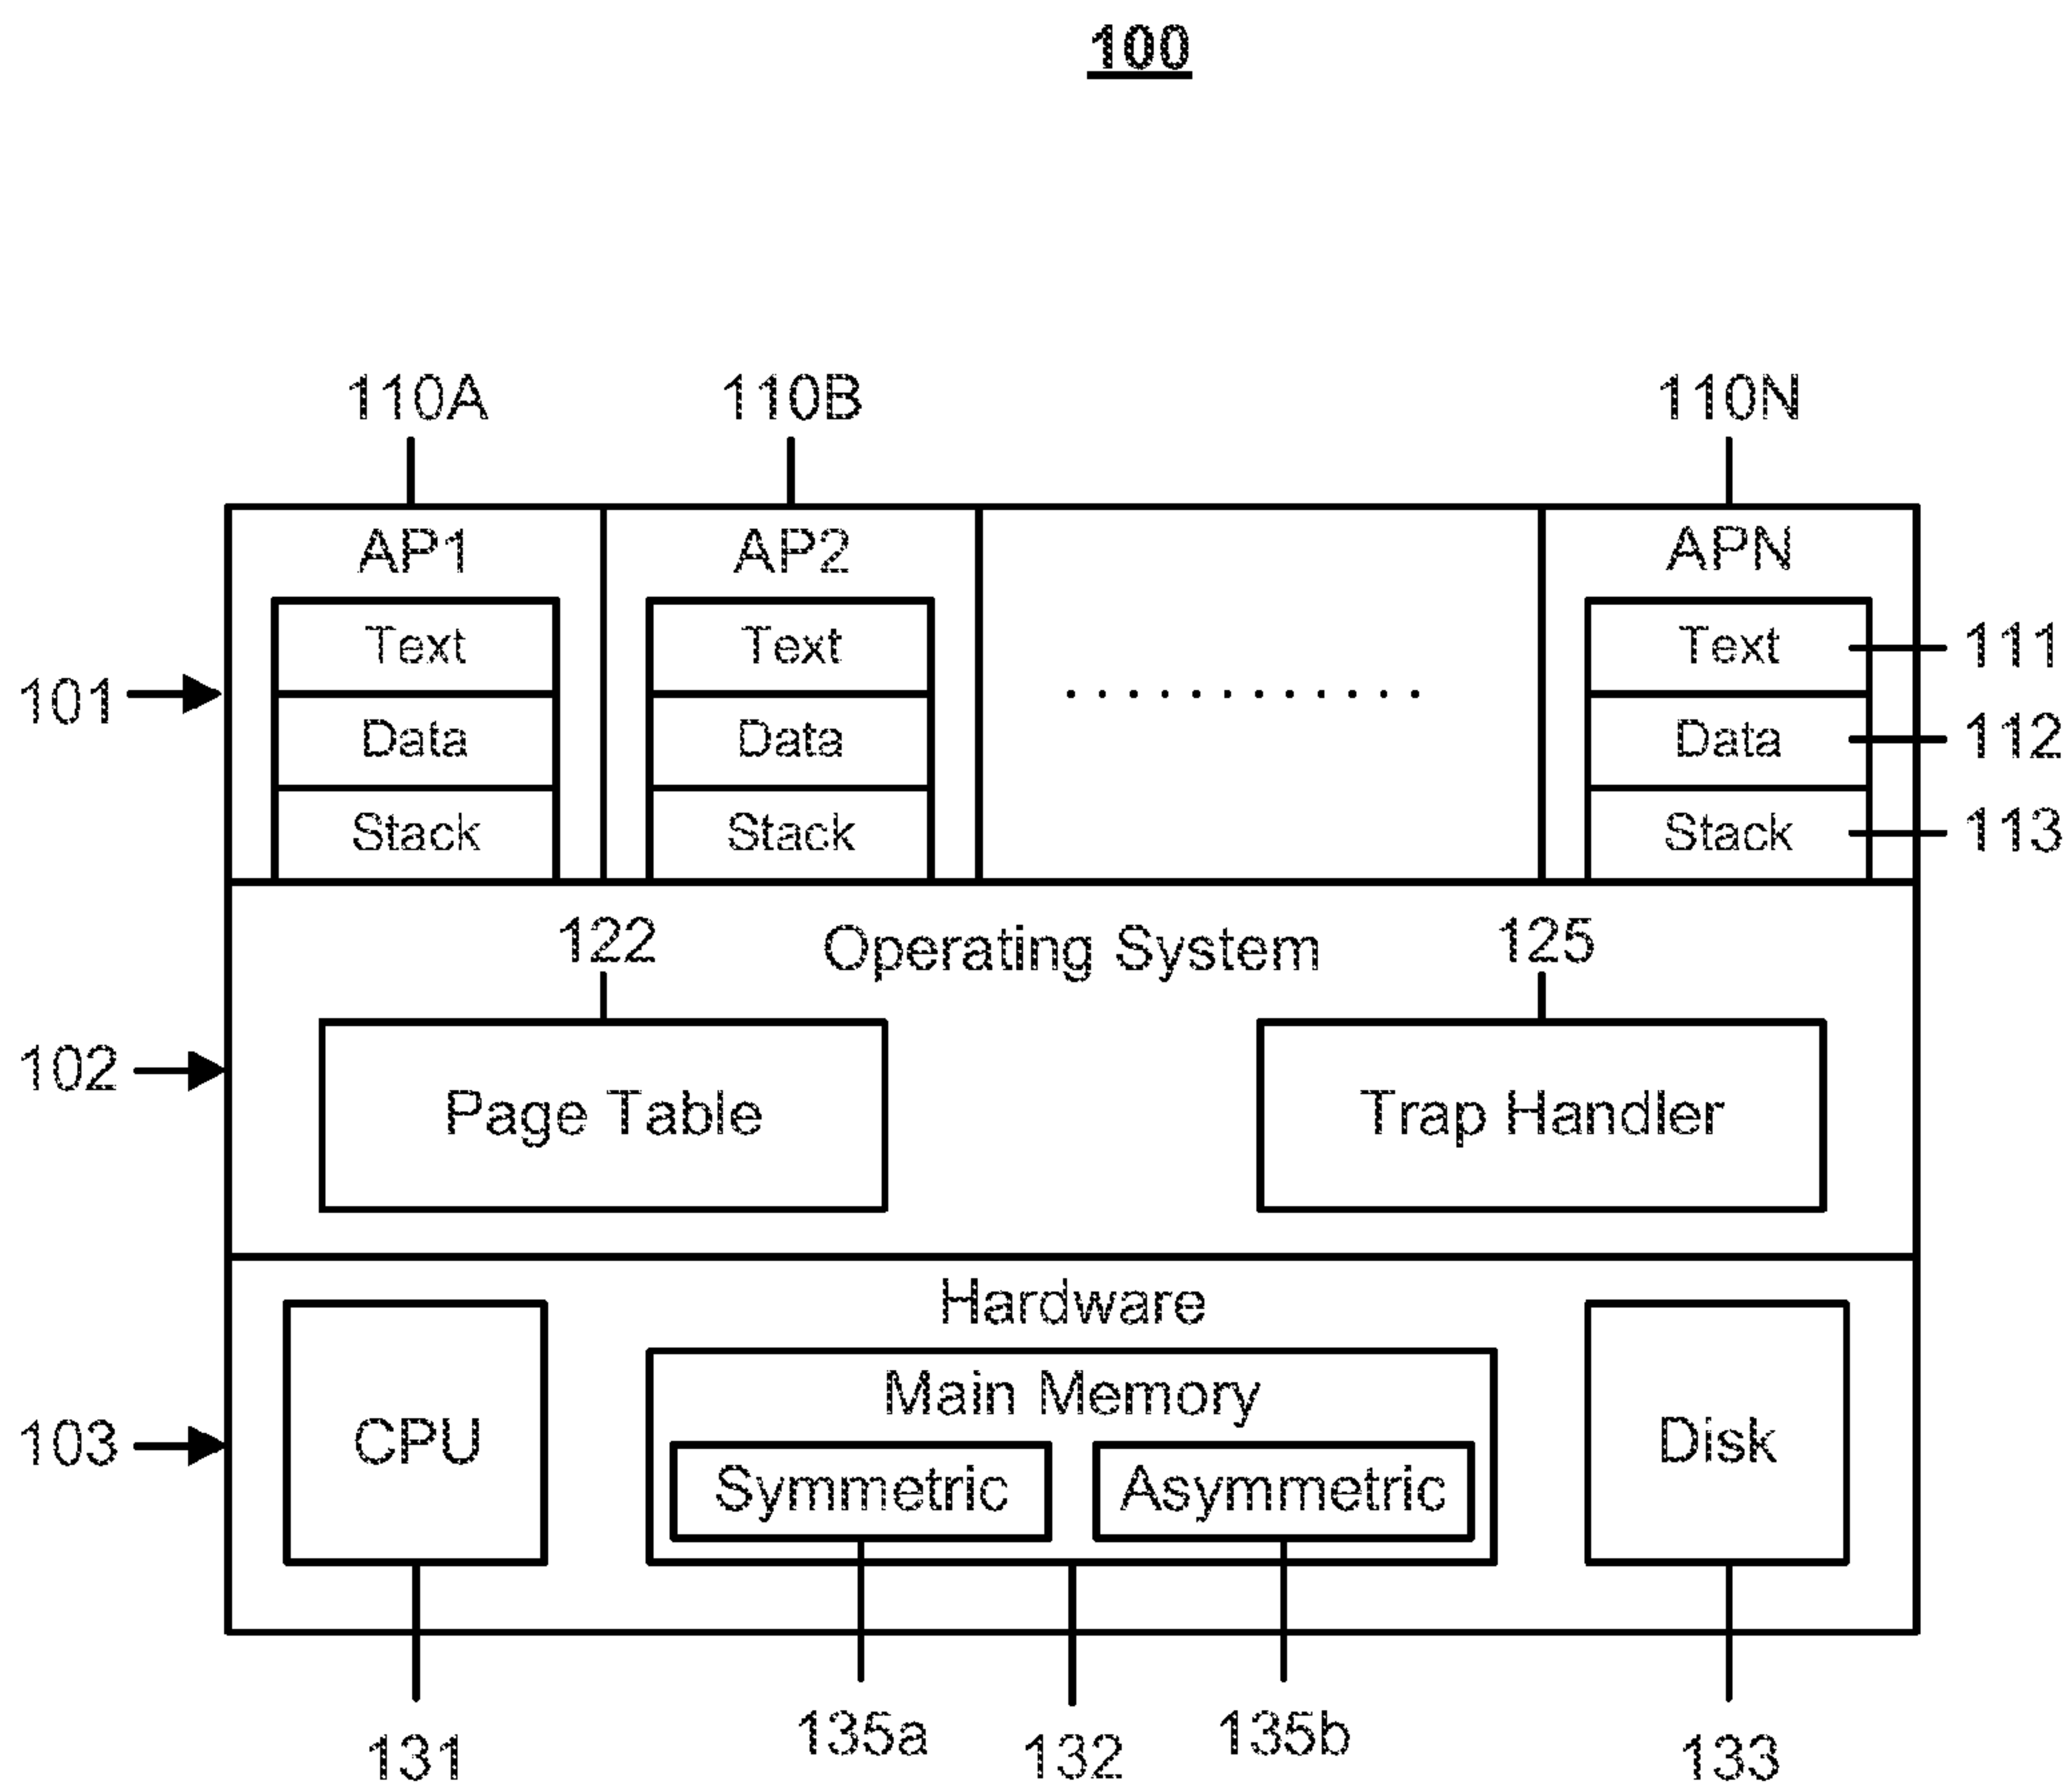 100
110A 110B 110N
AP1 AP2 APN
Text Text Text 111
101 ............
Data Data Data 112
Stack Stack Stack 113
122 Operating System 125
102 Page Table Trap Handler
Hardware
Main Memory
103 CPU Disk
Symmetric Asymmetric
135a 135b
131 132 133